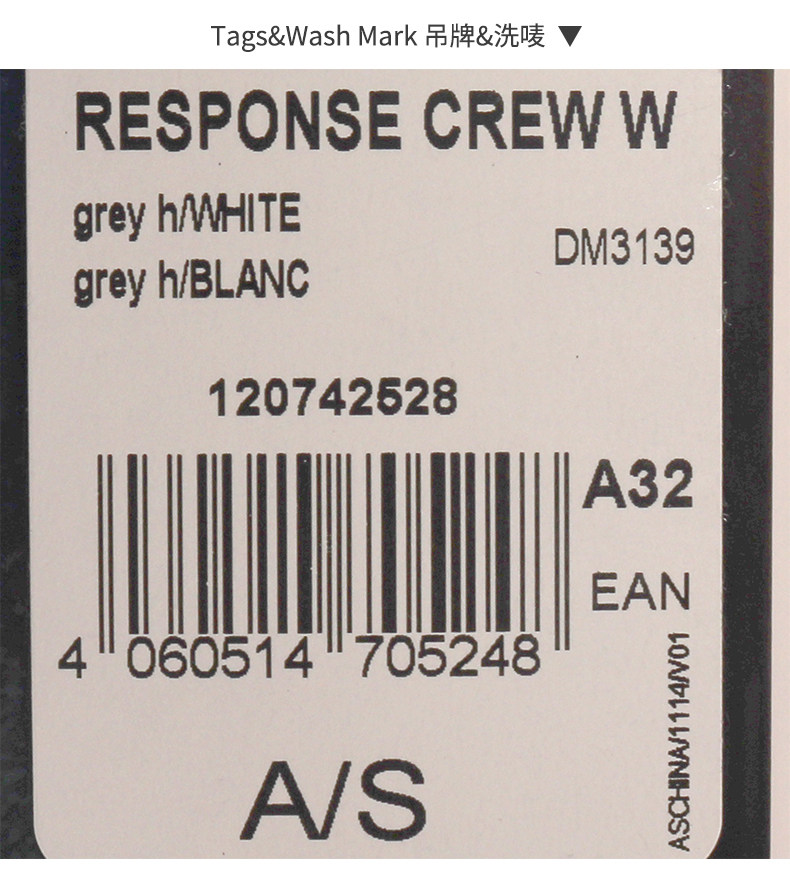 Tags&Wash Mark 吊牌&洗唛 ▼
RESPONSE CREW W
grey h/WHITE
DM3139
grey h/BLANC
120742528
A32
EAN
4 060514 705248
ASCHINA/1114/V01
A/S